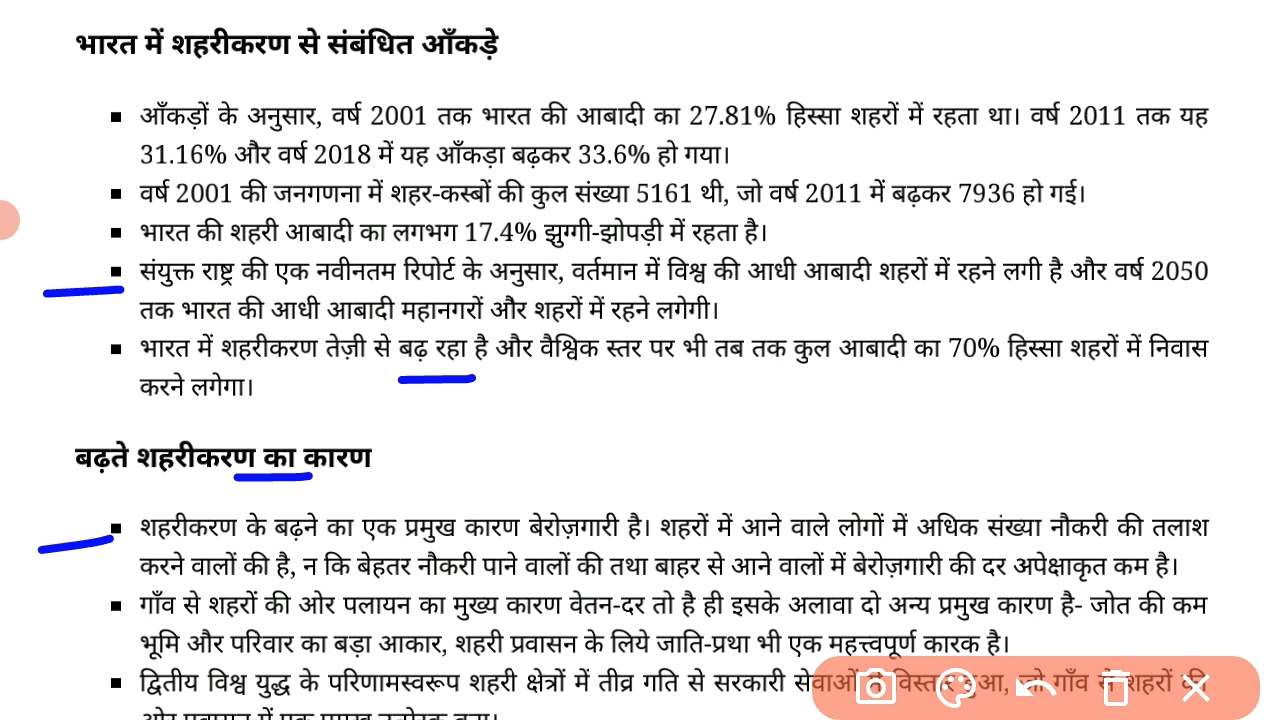 भारत में शहरीकरण से संबंधित आँकड़े
आँकड़ों के अनुसार, वर्ष 2001 तक भारत की आबादी का 27.81% हिस्सा शहरों में रहता था। वर्ष 2011 तक यह
31.16% और वर्ष 2018 में यह आँकड़ा बढ़कर 33.6% हो गया।
वर्ष 2001 की जनगणना में शहर-कस्बों की कुल संख्या 5161 थी, जो वर्ष 2011 में बढ़कर 7936 हो गई।
भारत की शहरी आबादी का लगभग 17.4% झुग्गी-झोपड़ी में रहता है।
संयुक्त राष्ट्र की एक नवीनतम रिपोर्ट के अनुसार, वर्तमान में विश्व की आधी आबादी शहरों में रहने लगी है और वर्ष 2050
तक भारत की आधी आबादी महानगरों और शहरों में रहने लगेगी।
भारत में शहरीकरण तेज़ी से बढ़ रहा है और वैश्विक स्तर पर भी तब तक कुल आबादी का 70% हिस्सा शहरों में निवास
करने लगेगा।
बढ़ते शहरीकरण का कारण
शहरीकरण के बढ़ने का एक प्रमुख कारण बेरोज़गारी है। शहरों में आने वाले लोगों में अधिक संख्या नौकरी की तलाश
करने वालों की है, न कि बेहतर नौकरी पाने वालों की तथा बाहर से आने वालों में बेरोज़गारी की दर अपेक्षाकृत कम है।
गाँव से शहरों की ओर पलायन का मुख्य कारण वेतन-दर तो है ही इसके अलावा दो अन्य प्रमुख कारण है- जोत की कम
भूमि और परिवार का बड़ा आकार, शहरी प्रवासन के लिये जाति-प्रथा भी एक महत्त्वपूर्ण कारक है।
द्वितीय विश्व युद्ध के परिणामस्वरूप शहरी क्षेत्रों में तीव्र गति से सरकारी सेवाओं विस्तार हुआ, जो गाँव से शहरों की